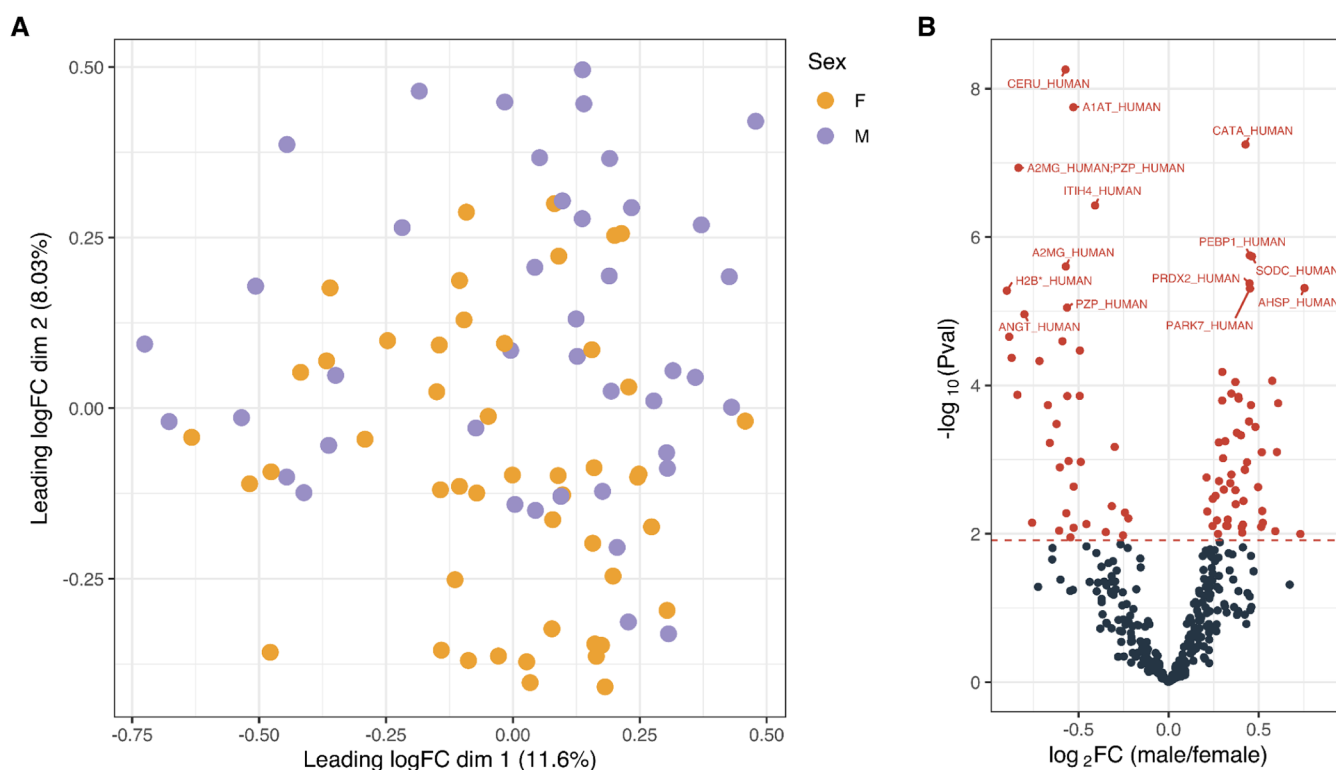 A
0.50
0.25
0.00
-0.25
-0.75
-0.50
-0.25
0.00
0.25
0.50
Leading logFC dim 2 (8.03%)
Leading logFC dim 1 (11.6%)
Sex
F
M
B
8
6
4
2
0
-0.5
0.0
0.5
-log10(Pval)
log2FC (male/female)
CERU_HUMAN
A1AT_HUMAN
CATA_HUMAN
A2MG_HUMAN;PZP_HUMAN
ITIH4_HUMAN
A2MG_HUMAN
PEBP1_HUMAN
SODC_HUMAN
H2B*_HUMAN
PRDX2_HUMAN
AHSP_HUMAN
PZP_HUMAN
ANGT_HUMAN
PARK7_HUMAN